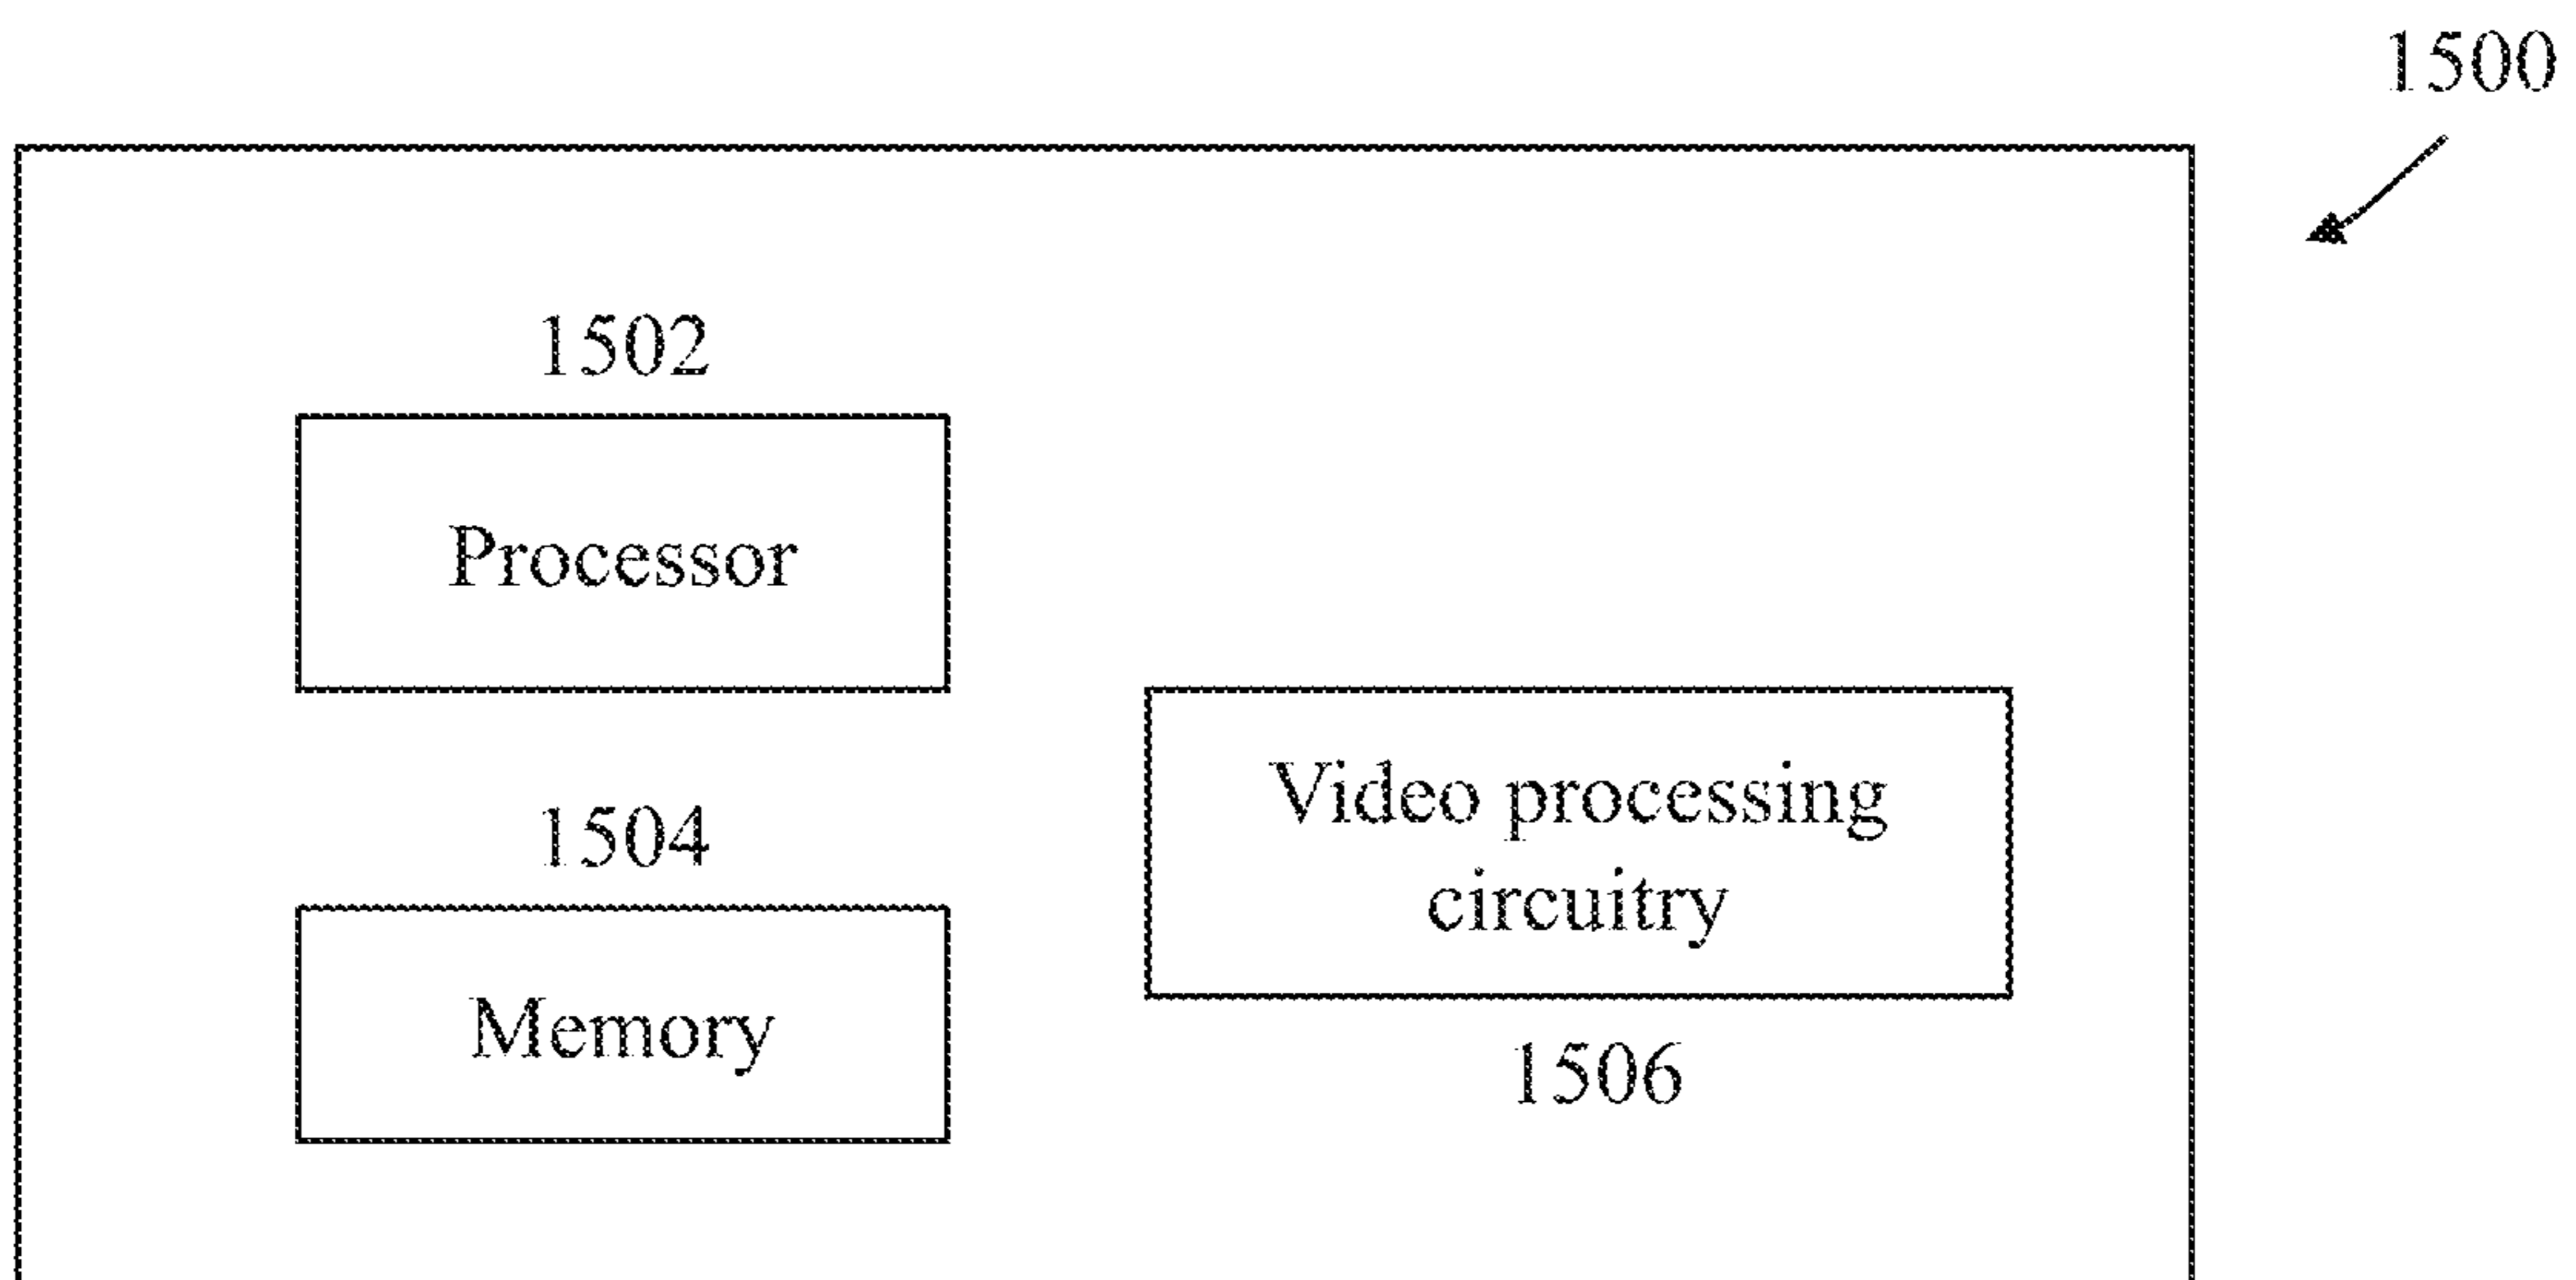 1500
1502
Processor
1504
Memory
Video processing
circuitry
1506